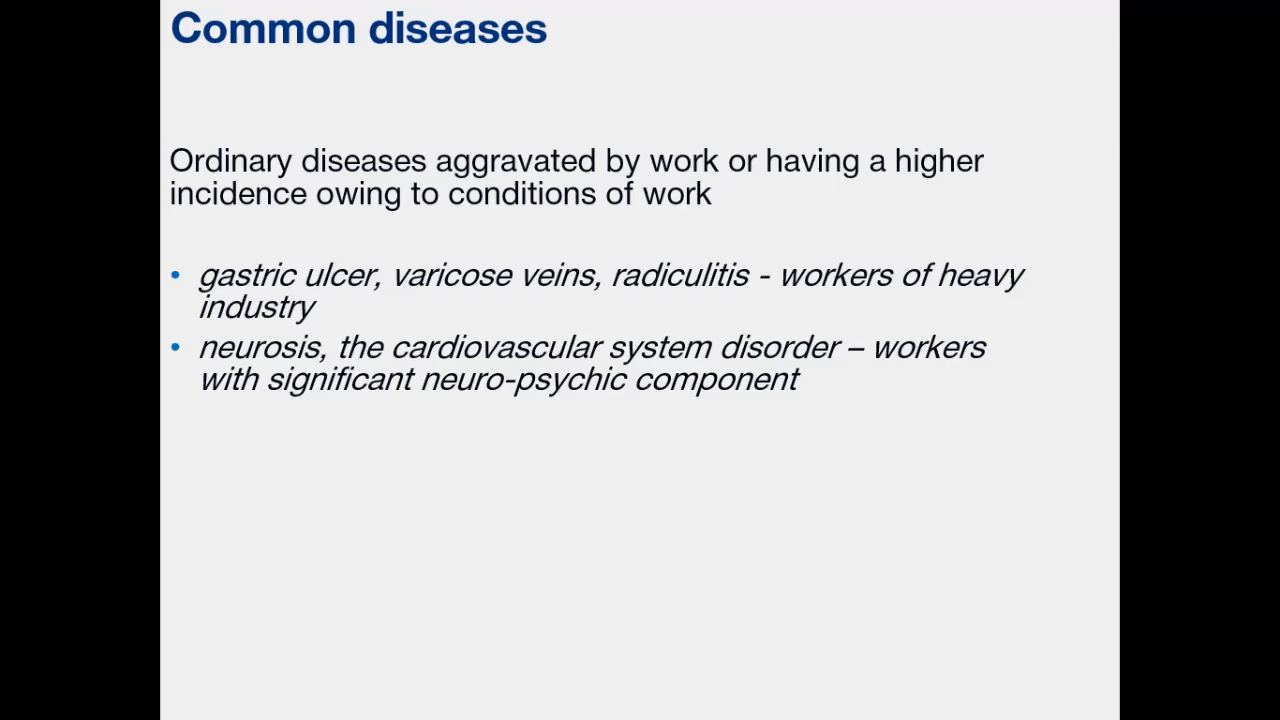 Common diseases
Ordinary diseases aggravated by work or having a higher
incidence owing to conditions of work
• gastric ulcer, varicose veins, radiculitis - workers of heavy
industry
• neurosis, the cardiovascular system disorder – workers
with significant neuro-psychic component